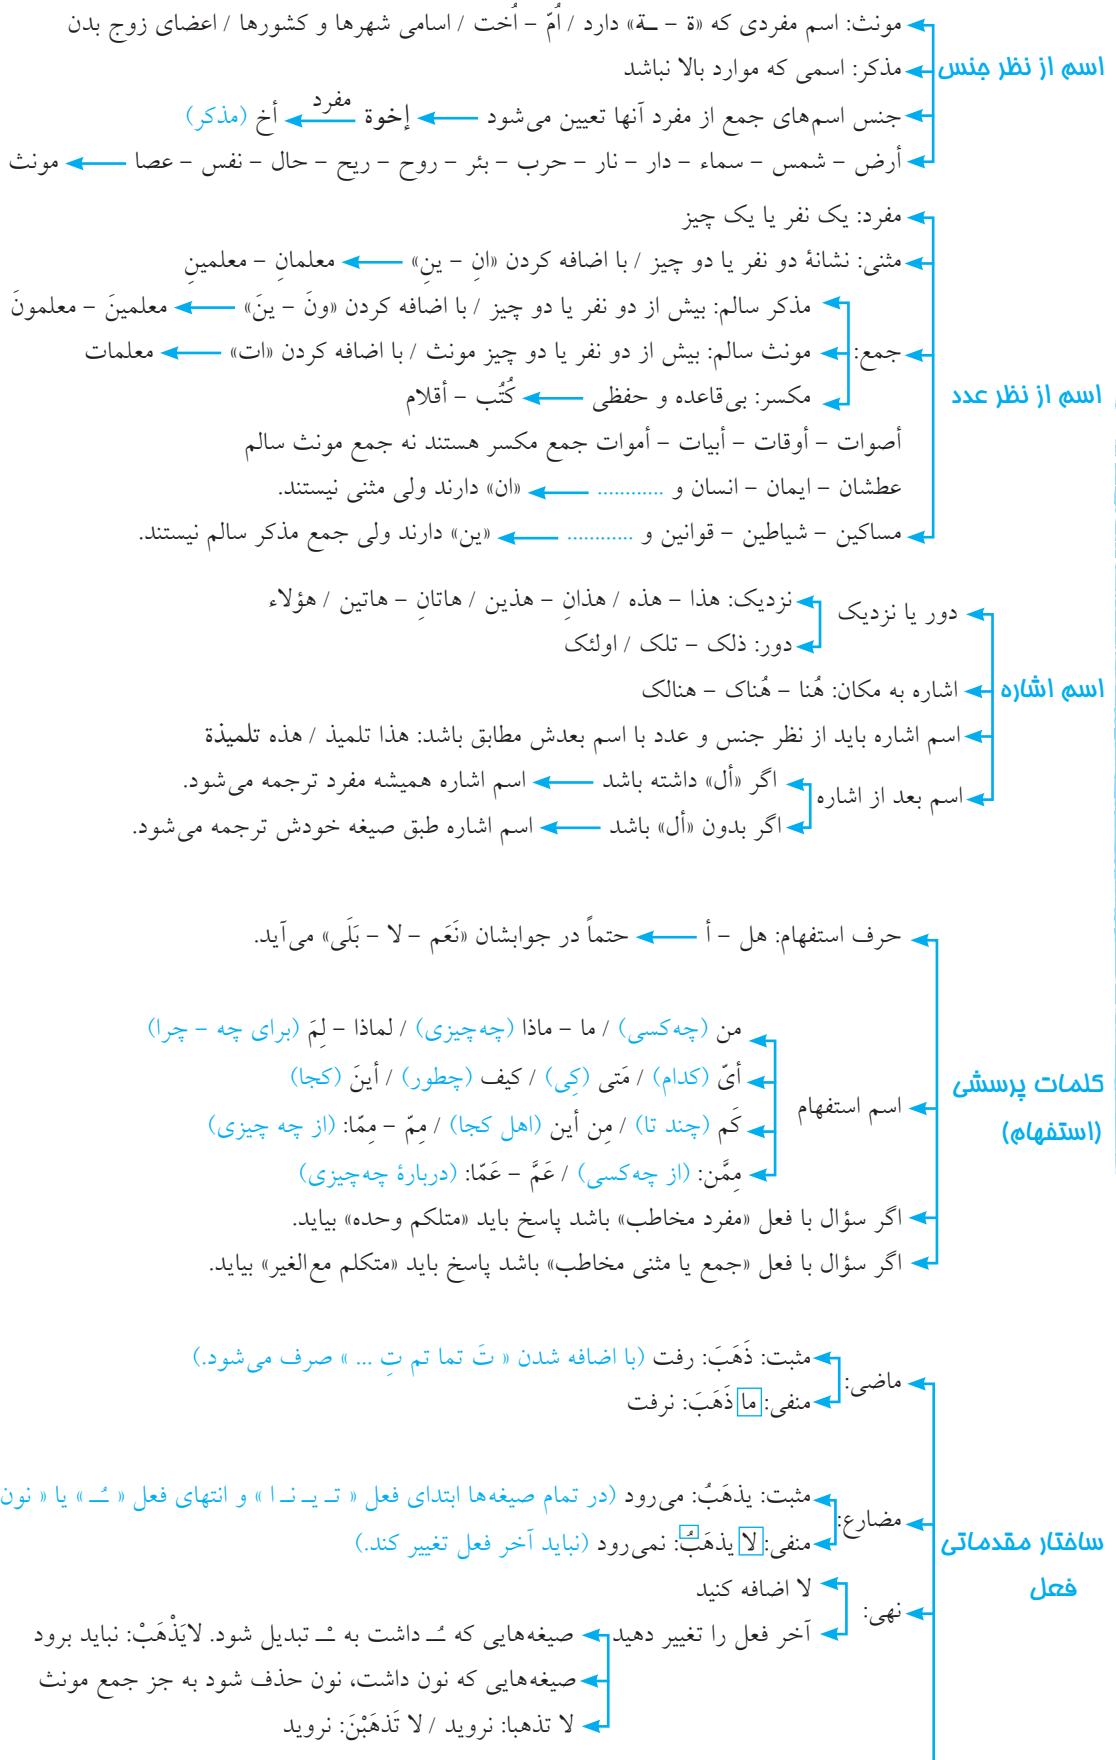 مونث: اسم مفردی که «ة - ـة» دارد / اُمّ - اُخت / اسامی شهرها و کشورها / اعضای زوج بدن
اسم از نظر جنس
مذکر: اسمی که موارد بالا نباشد
جنس اسم‌های جمع از مفرد آنها تعیین می‌شود إخوة مفرد أخ (مذکر)
أرض - شمس - سماء - دار - نار - حرب - بئر - روح - ریح - حال - نفس - عصا مونث
مفرد: یک نفر یا یک چیز
مثنی: نشانهٔ دو نفر یا دو چیز / با اضافه کردن «انِ - ینِ» معلمانِ - معلمینِ
مذکر سالم: بیش از دو نفر یا دو چیز / با اضافه کردن «ونَ - ینَ» معلمینَ - معلمونَ
جمع: مونث سالم: بیش از دو نفر یا دو چیز مونث / با اضافه کردن «ات» معلمات
اسم از نظر عدد
مکسر: بی‌قاعده و حفظی کُتُب - أقلام
أصوات - أوقات - أبیات - أموات جمع مکسر هستند نه جمع مونث سالم
عطشان - ایمان - انسان و ............ «ان» دارند ولی مثنی نیستند.
مساکین - شیاطین - قوانین و ............ «ین» دارند ولی جمع مذکر سالم نیستند.
دور یا نزدیک نزدیک: هذا - هذه / هذانِ - هذین / هاتانِ - هاتین / هؤلاء
دور: ذلک - تلک / اولئک
اسم اشاره
اشاره به مکان: هُنا - هُناک - هنالک
اسم اشاره باید از نظر جنس و عدد با اسم بعدش مطابق باشد: هذا تلمیذ / هذه تلمیذة
اسم بعد از اشاره اگر «أل» داشته باشد اسم اشاره همیشه مفرد ترجمه می‌شود.
اگر بدون «أل» باشد اسم اشاره طبق صیغه خودش ترجمه می‌شود.
حرف استفهام: هل - أ حتماً در جوابشان «نَعَم - لا - بَلَی» می‌آید.
من (چه‌کسی) / ما - ماذا (چه‌چیزی) / لماذا - لِمَ (برای چه - چرا)
کلمات پرسشی
(استفهام)
أیّ (کدام) / مَتی (کِی) / کیف (چطور) / أینَ (کجا)
اسم استفهام
کَم (چند تا) / مِن أین (اهل کجا) / مِمّ - مِمّا: (از چه چیزی)
مِمَّن: (از چه‌کسی) / عَمَّ - عَمّا: (دربارهٔ چه‌چیزی)
اگر سؤال با فعل «مفرد مخاطب» باشد پاسخ باید «متلکم وحده» بیاید.
اگر سؤال با فعل «جمع یا مثنی مخاطب» باشد پاسخ باید «متکلم مع‌الغیر» بیاید.
ماضی: مثبت: ذَهَبَ: رفت (با اضافه شدن « تَ تما تم تِ ... » صرف می‌شود.)
منفی: ما ذَهَبَ: نرفت
مضارع: مثبت: یذهَبُ: می‌رود (در تمام صیغه‌ها ابتدای فعل « تـ یـ نـ ا » و انتهای فعل « ـُـ » یا « نون
منفی: لا یذهَبُ: نمی‌رود (نباید آخر فعل تغییر کند.)
ساختار مقدماتی
فعل
نهی: لا اضافه کنید
آخر فعل را تغییر دهید صیغه‌هایی که ـُـ داشت به ـْـ تبدیل شود. لایَذْهَبْ: نباید برود
صیغه‌هایی که نون داشت، نون حذف شود به جز جمع مونث
لا تذهبا: نروید / لا تَذهَبْنَ: نروید